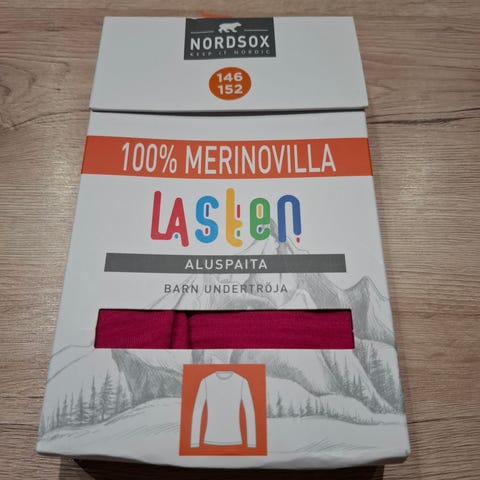 NORDSOX
KEEP IT NORDIC
146
152
100% MERINOVILLA
LASten
ALUSPAITA
BARN UNDERTRÖJA